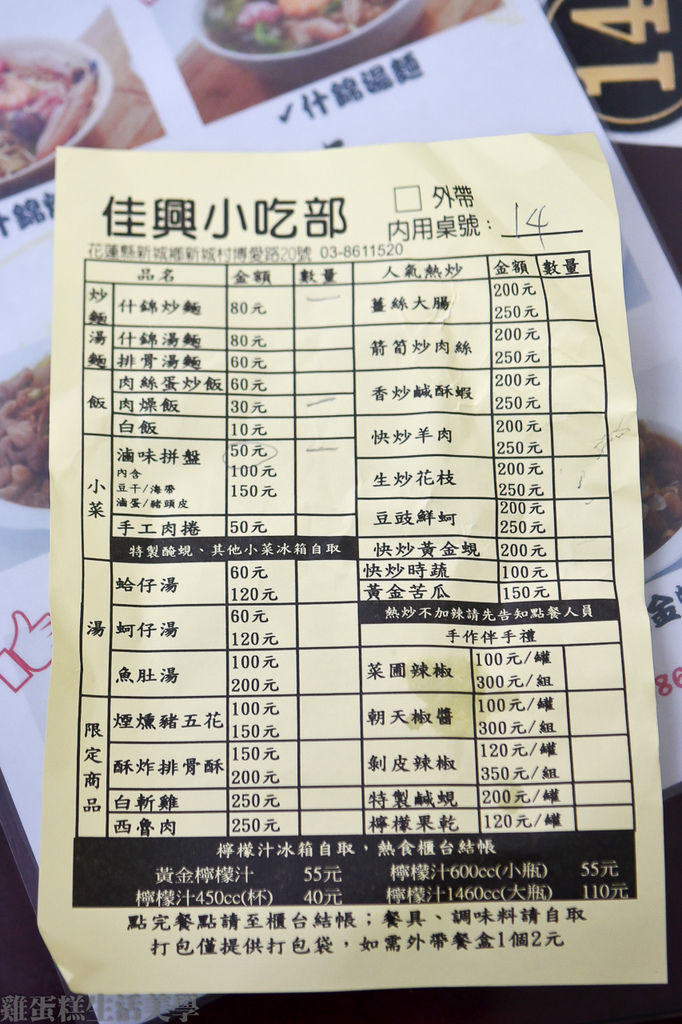 14
✓什錦湯麵
什錦
佳興小吃部
□ 外帶
內用桌號：14
花蓮縣新城鄉新城村博愛路20號 03-8611520
品名 金額 數量
炒麵 什錦炒麵 80元 一
湯麵 什錦湯麵 80元
排骨湯麵 60元
飯 肉絲蛋炒飯 60元
肉燥飯 30元 一
白飯 10元
小菜 滷味拼盤 50元 一
內含 100元
豆干/海帶 150元
滷蛋/豬頭皮
手工肉捲 50元
特製醃蜆、其他小菜冰箱自取
湯 蛤仔湯 60元
120元
蚵仔湯 60元
120元
魚肚湯 100元
200元
限定商品 煙燻豬五花 100元
150元
酥炸排骨酥 150元
200元
白斬雞 250元
西魯肉 250元
人氣熱炒 金額 數量
薑絲大腸 200元
250元
箭筍炒肉絲 200元
250元
香炒鹹酥蝦 200元
250元
快炒羊肉 200元
250元
生炒花枝 200元
250元
豆豉鮮蚵 200元
250元
快炒黃金蜆 200元
快炒時蔬 100元
黃金苦瓜 150元
熱炒不加辣請先告知點餐人員
手作伴手禮
菜圃辣椒 100元/罐
300元/組
朝天椒醬 100元/罐
300元/組
剝皮辣椒 120元/罐
350元/組
特製鹹蜆 200元/罐
檸檬果乾 120元/罐
檸檬汁冰箱自取，熱食櫃台結帳
黃金檸檬汁 55元 檸檬汁600cc(小瓶) 55元
檸檬汁450cc(杯) 40元 檸檬汁1460cc(大瓶) 110元
點完餐點請至櫃台結帳；餐具、調味料請自取
打包僅提供打包袋，如需外帶餐盒1個2元
雞蛋糕生活美學